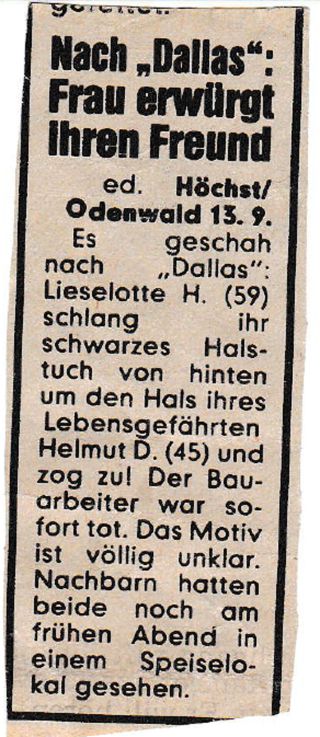 gerettet.
Nach „Dallas“:
Frau erwürgt
ihren Freund
ed. Höchst/
Odenwald 13. 9.
Es geschah
nach „Dallas“:
Lieselotte H. (59)
schlang ihr
schwarzes Hals-
tuch von hinten
um den Hals ihres
Lebensgefährten
Helmut D. (45) und
zog zu! Der Bau-
arbeiter war so-
fort tot. Das Motiv
ist völlig unklar.
Nachbarn hatten
beide noch am
frühen Abend in
einem Speiselo-
kal gesehen.